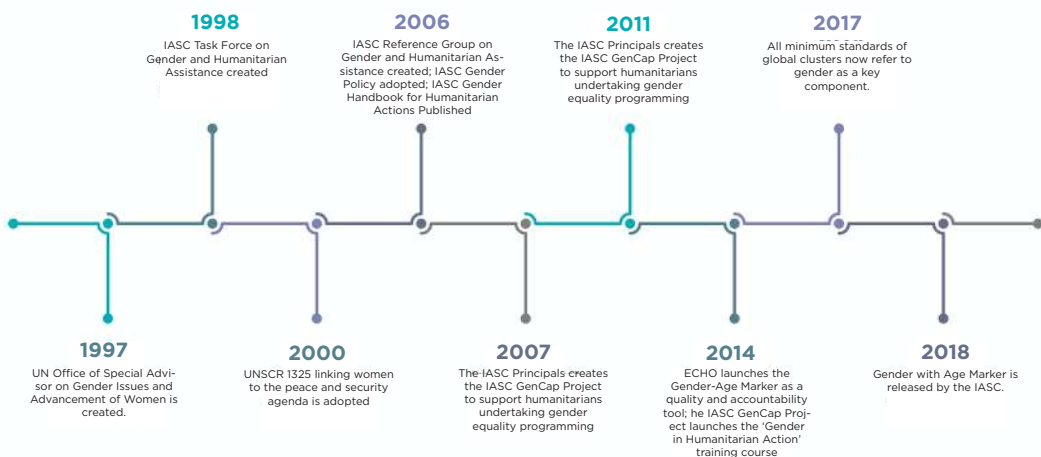 1998
IASC Task Force on
Gender and Humanitarian
Assistance created
2006
IASC Reference Group on
Gender and Humanitarian As-
sistance created; IASC Gender
Policy adopted; IASC Gender
Handbook for Humanitarian
Actions Published
2011
The IASC Principals creates
the IASC GenCap Project
to support humanitarians
undertaking gender
equality programming
2017
All minimum standards of
global clusters now refer to
gender as a key
component.
1997
UN Office of Special Advi-
sor on Gender Issues and
Advancement of Women is
created.
2000
UNSCR 1325 linking women
to the peace and security
agenda is adopted
2007
The IASC Principals creates
the IASC GenCap Project
to support humanitarians
undertaking gender
equality programming
2014
ECHO launches the
Gender-Age Marker as a
quality and accountability
tool; he IASC GenCap Proj-
ect launches the ‘Gender
in Humanitarian Action’
training course
2018
Gender with Age Marker is
released by the IASC.